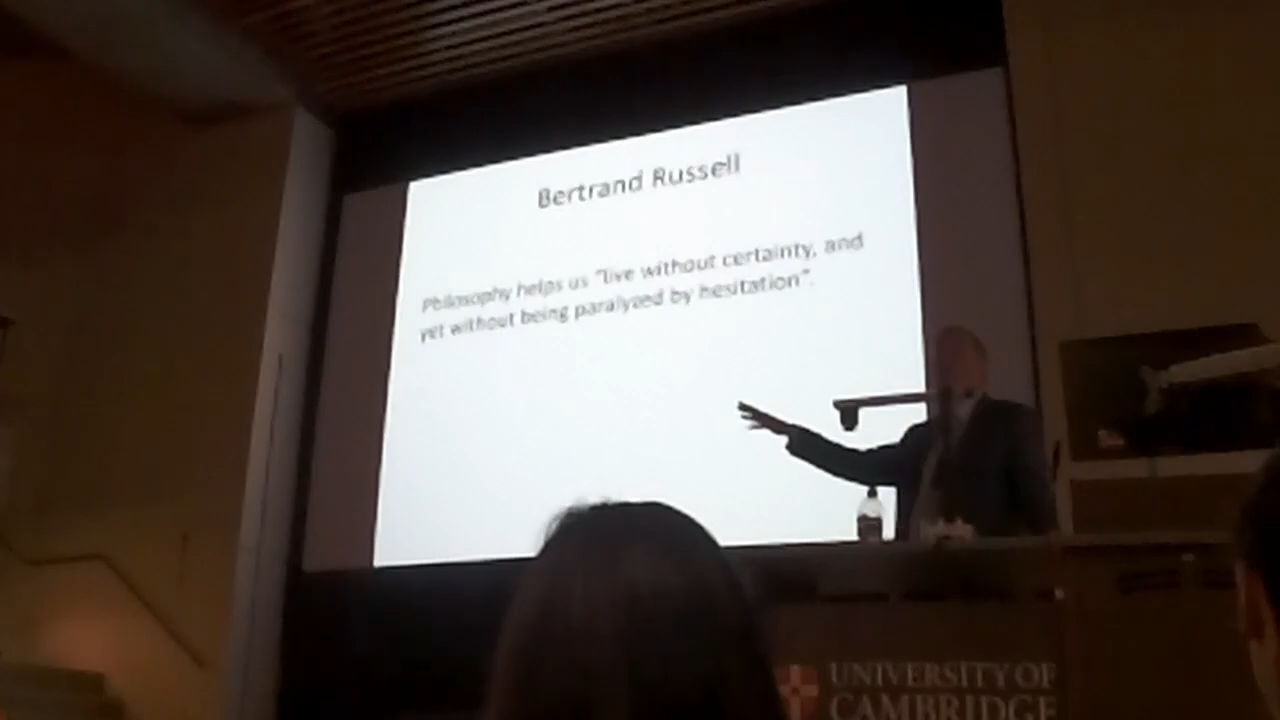 Bertrand Russell
Philosophy helps us "live without certainty, and
yet without being paralyzed by hesitation".
UNIVERSITY OF
CAMBRIDGE